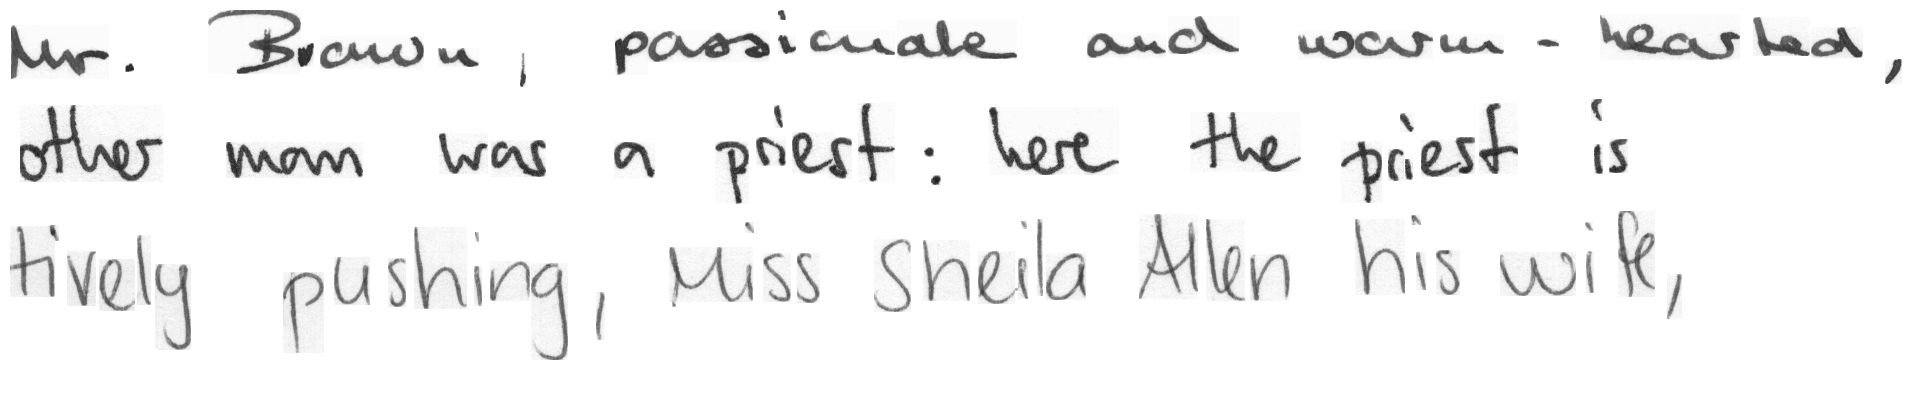 Mr. Brown, passionate and warm-hearted,
other man was a priest: here the priest is
tively pushing, Miss Sheila Allen his wife,